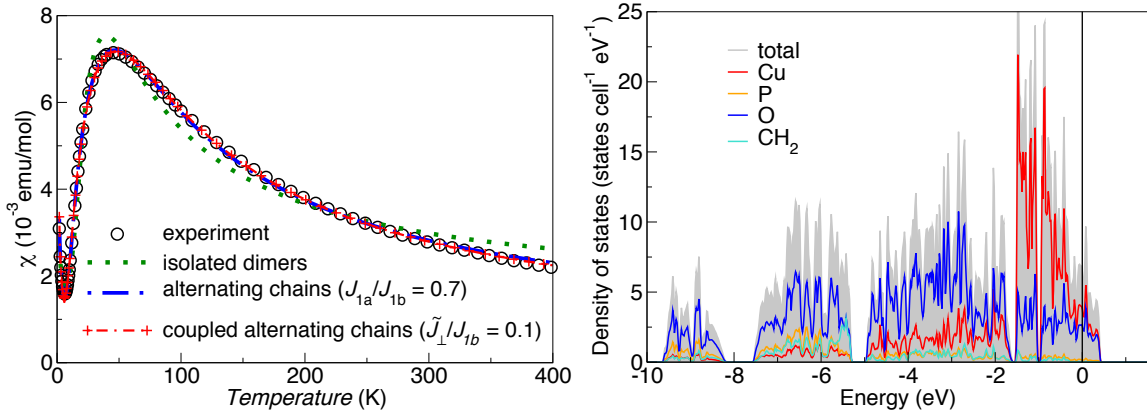 χ (10⁻³ emu/mol)
8
6
4
2
0
experiment
isolated dimers
alternating chains (J₁ₐ/J₁b = 0.7)
coupled alternating chains (J̃⊥/J₁b = 0.1)
0 100 200 300 400
Temperature (K)
Density of states (states cell⁻¹ eV⁻¹)
25
20
15
10
5
0
total
Cu
P
O
CH₂
-10 -8 -6 -4 -2 0
Energy (eV)